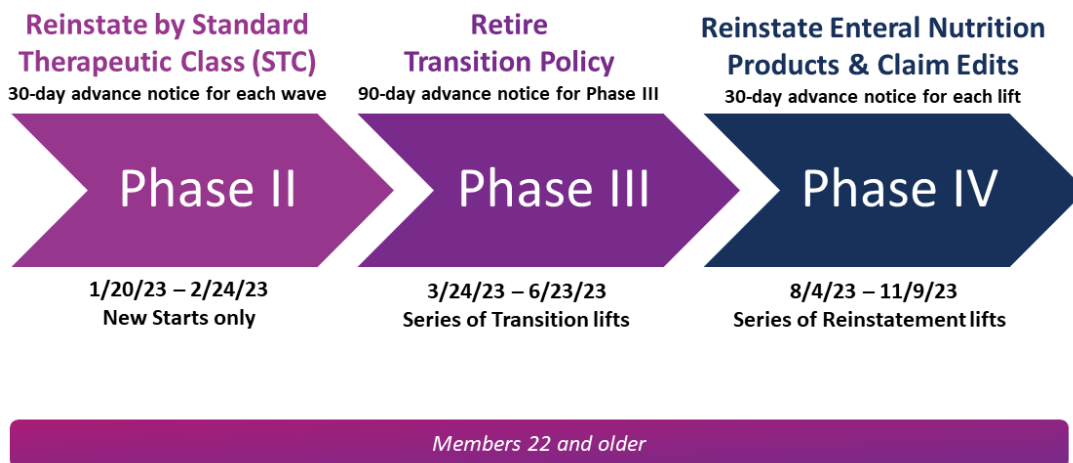 Reinstate by Standard
Therapeutic Class (STC)
30-day advance notice for each wave
Phase II
1/20/23 – 2/24/23
New Starts only
Retire
Transition Policy
90-day advance notice for Phase III
Phase III
3/24/23 – 6/23/23
Series of Transition lifts
Reinstate Enteral Nutrition
Products & Claim Edits
30-day advance notice for each lift
Phase IV
8/4/23 – 11/9/23
Series of Reinstatement lifts
Members 22 and older